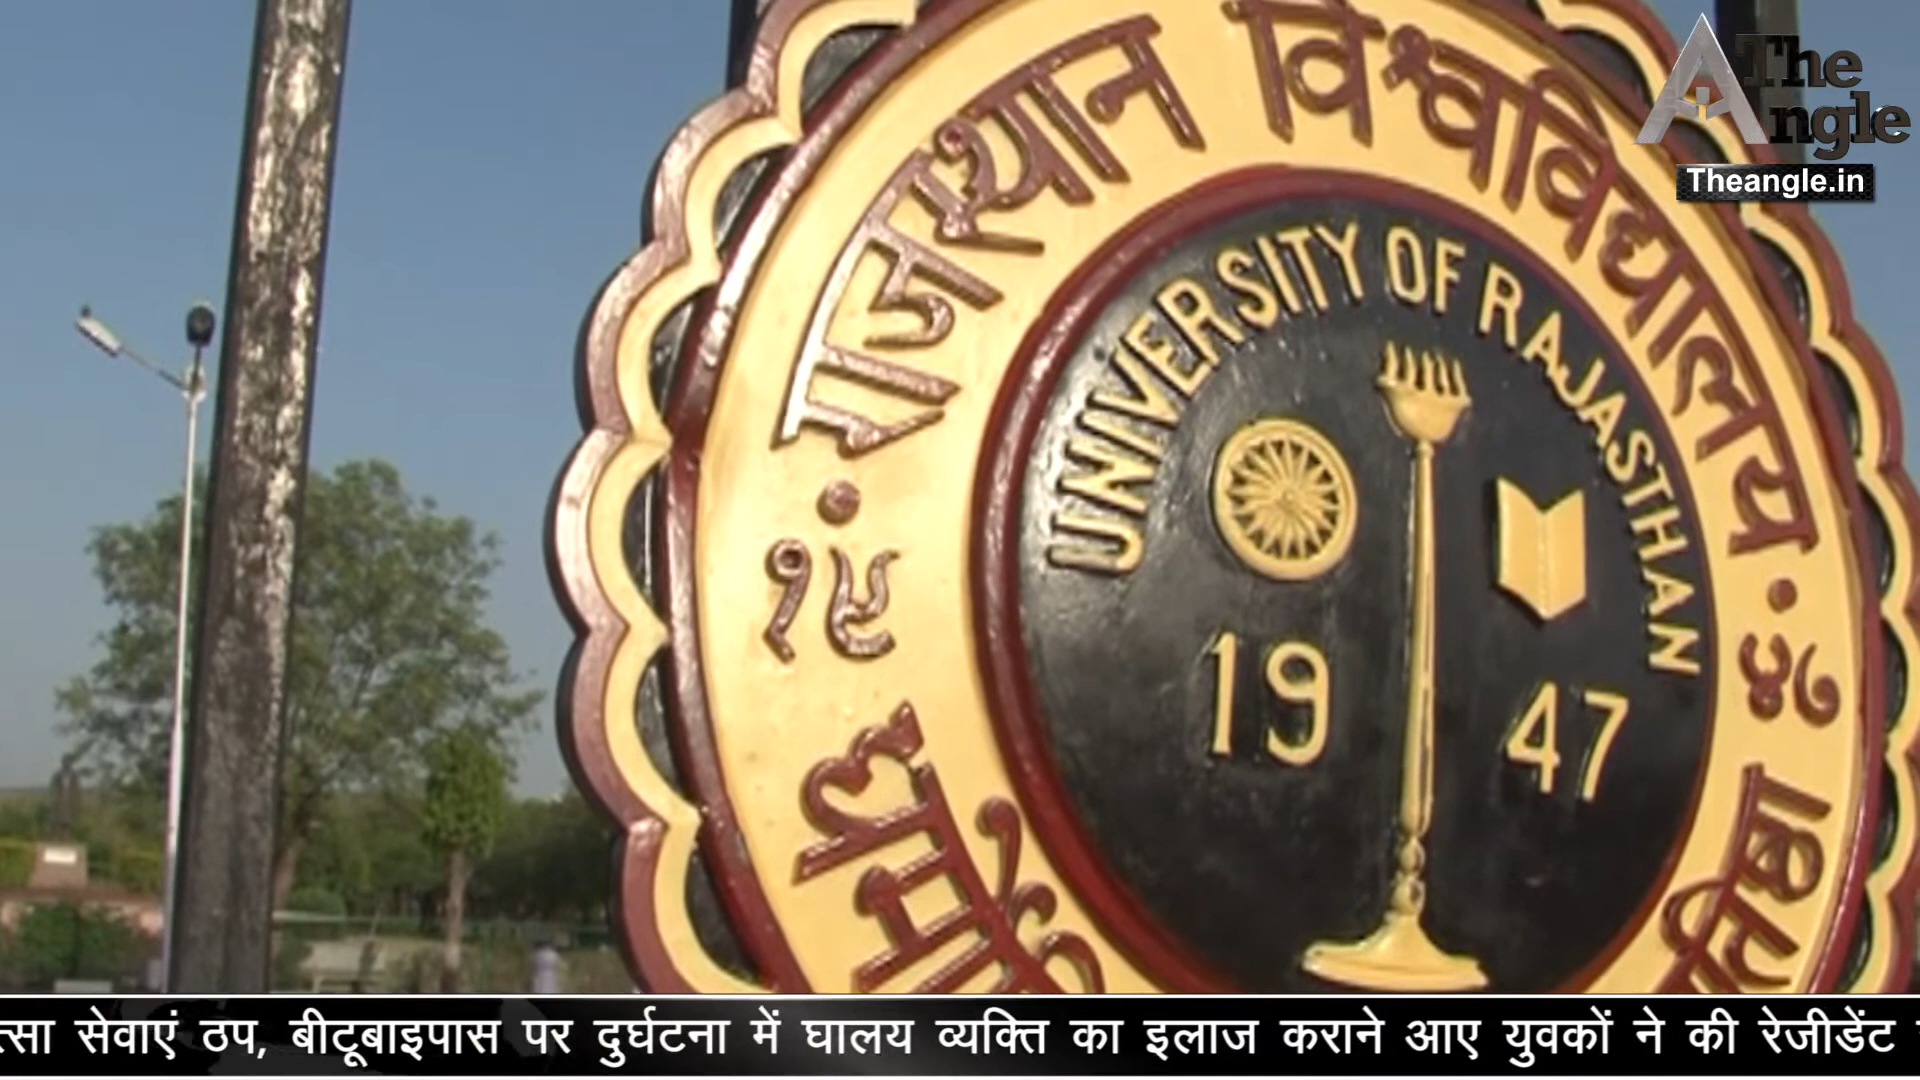 The
Angle
Theangle.in
राजस्थान विश्वविद्यालय
UNIVERSITY OF RAJASTHAN
१९ ४७
19 47
सेवाएं ठप, बीटूबाइपास पर दुर्घटना में घालय व्यक्ति का इलाज कराने आए युवकों ने की रेजीडेंट